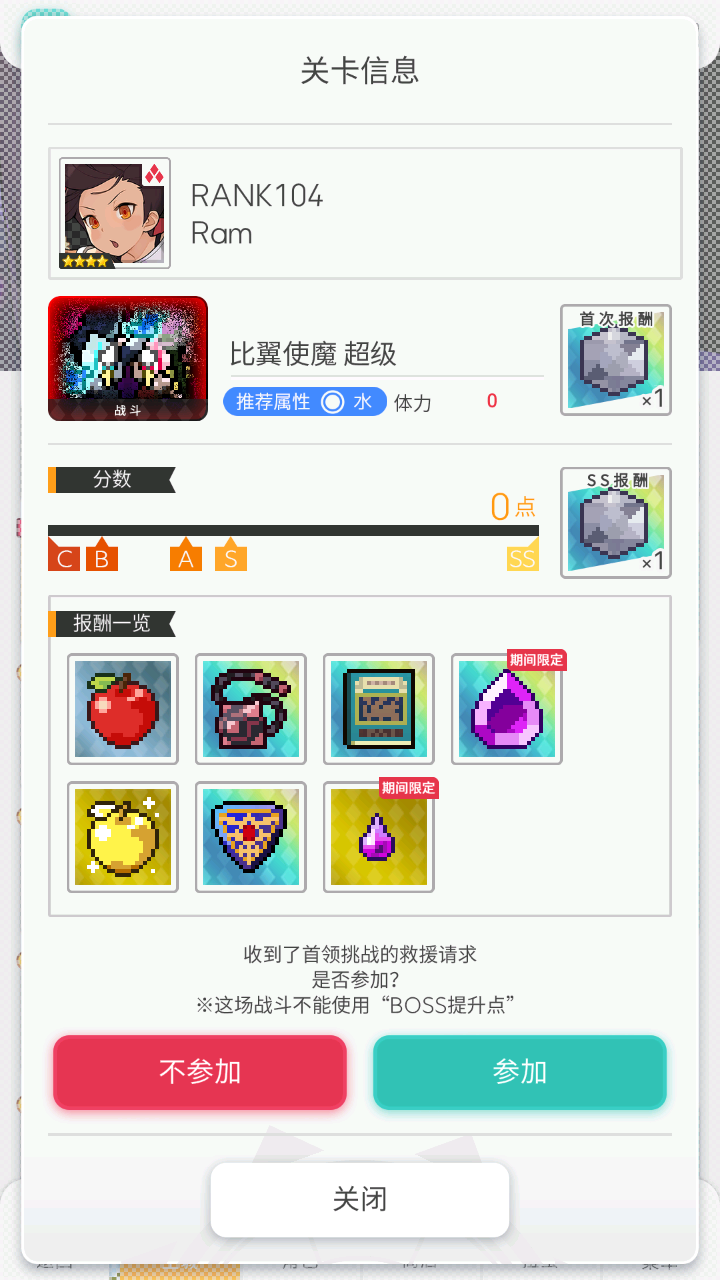 关卡信息
RANK104
Ram
首次报酬
×1
比翼使魔 超级
推荐属性 水 体力 0
战斗
分数
SS报酬
0点
×1
C B A S SS
报酬一览
期间限定
期间限定
收到了首领挑战的救援请求
是否参加?
※这场战斗不能使用“BOSS提升点”
不参加 参加
关闭